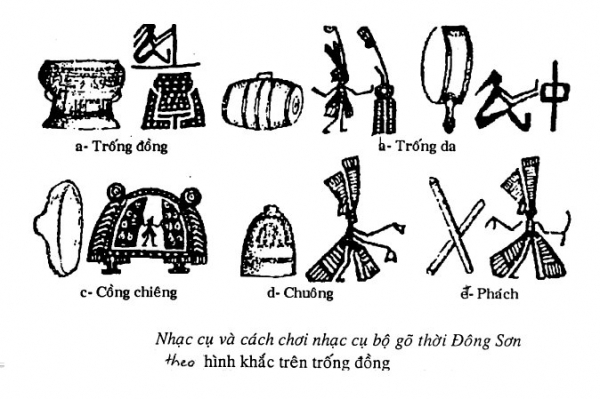 a- Trống đồng
b- Trống da
c- Cồng chiêng
d- Chuông
đ- Phách
Nhạc cụ và cách chơi nhạc cụ bộ gõ thời Đông Sơn
theo hình khắc trên trống đồng